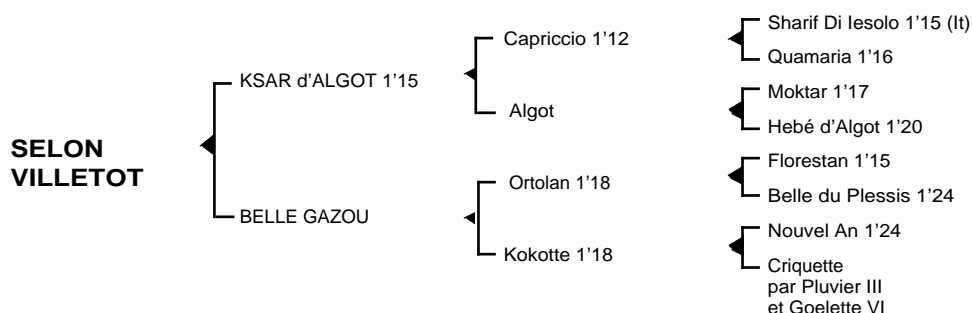 SELON
VILLETOT
KSAR d’ALGOT 1’15
BELLE GAZOU
Capriccio 1’12
Algot
Ortolan 1’18
Kokotte 1’18
Sharif Di Iesolo 1’15 (It)
Quamaria 1’16
Moktar 1’17
Hebé d’Algot 1’20
Florestan 1’15
Belle du Plessis 1’24
Nouvel An 1’24
Criquette
par Pluvier III
et Goelette VI